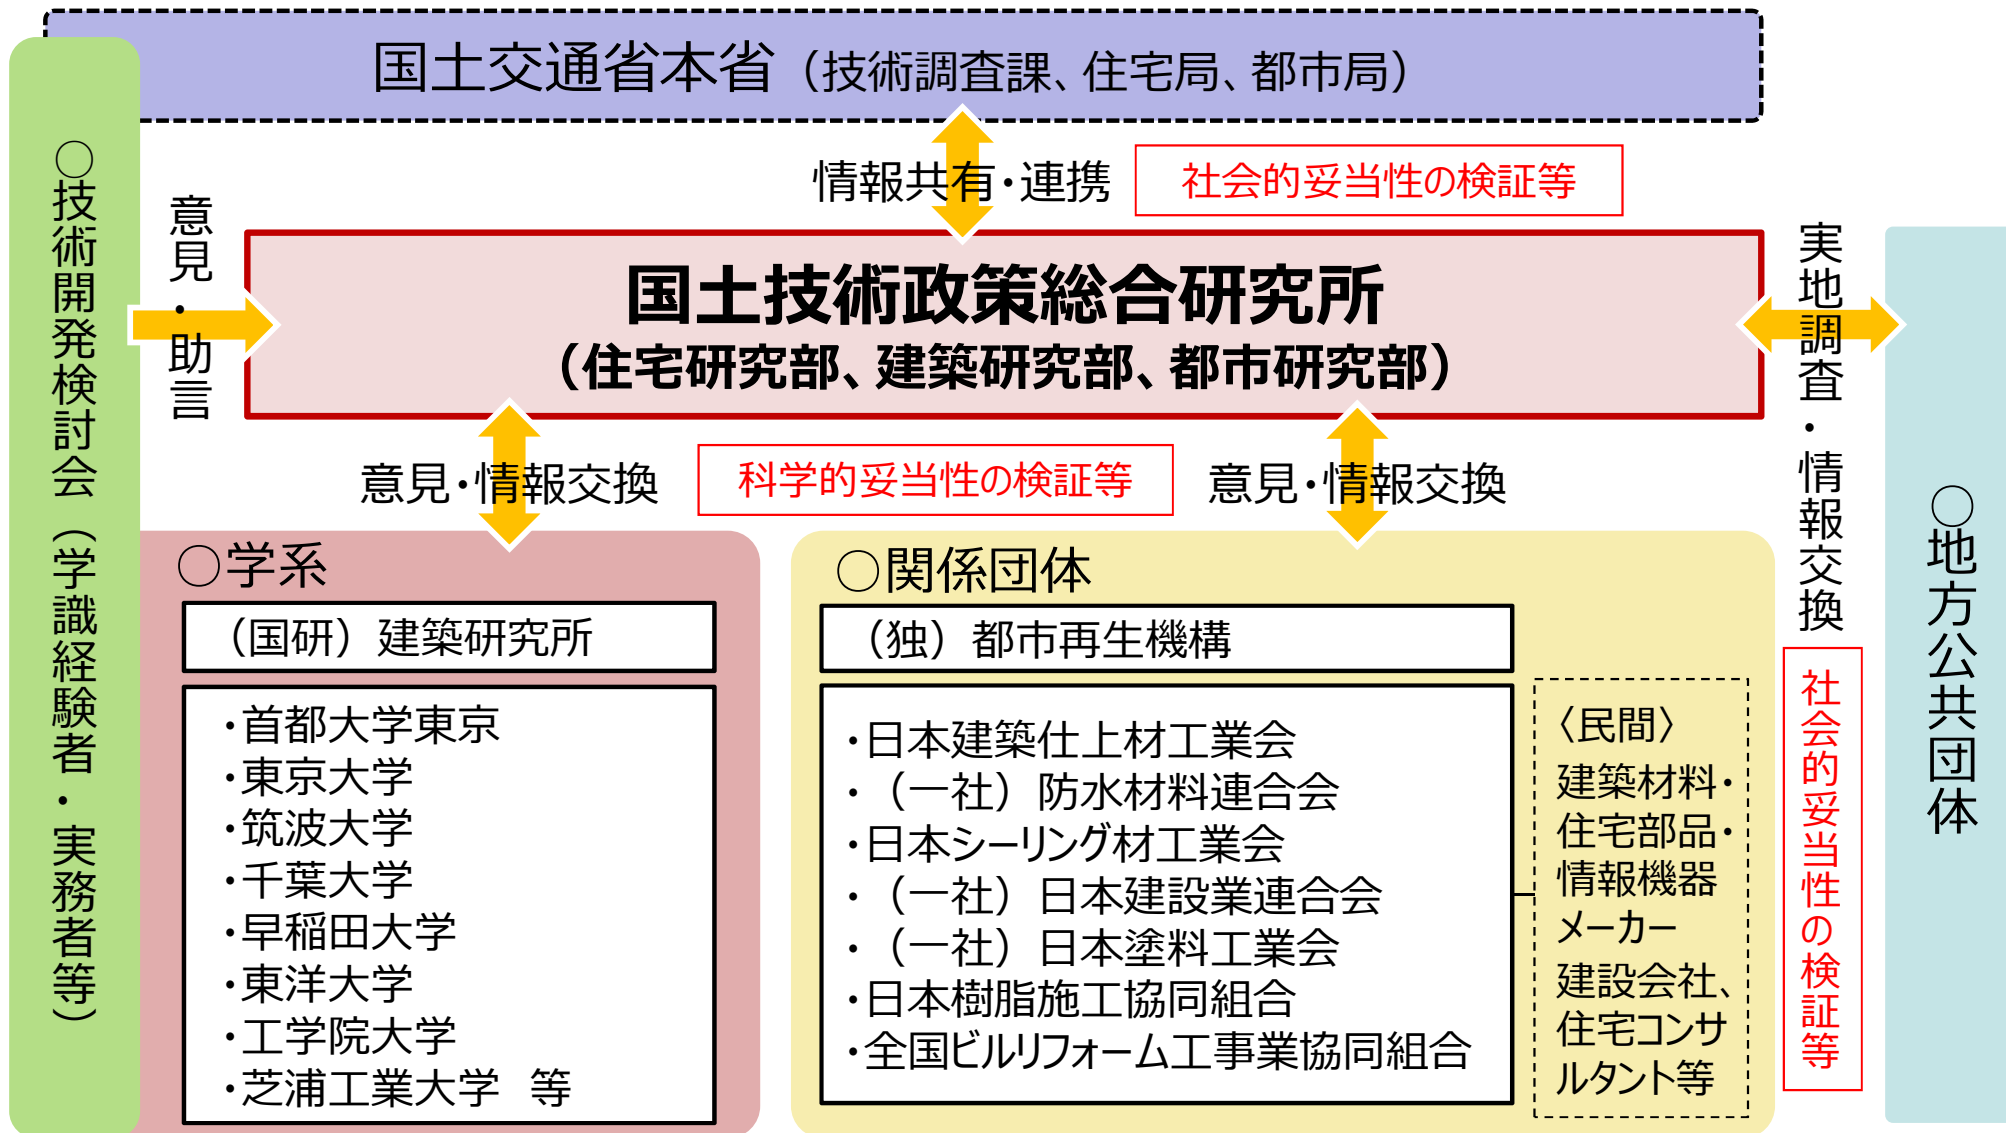 国土交通省本省（技術調査課、住宅局、都市局）
情報共有・連携
社会的妥当性の検証等
○技術開発検討会（学識経験者・実務者等）
意見・助言
国土技術政策総合研究所
（住宅研究部、建築研究部、都市研究部）
実地調査・情報交換
社会的妥当性の検証等
○地方公共団体
意見・情報交換
科学的妥当性の検証等
意見・情報交換
○学系
（国研）建築研究所
・首都大学東京
・東京大学
・筑波大学
・千葉大学
・早稲田大学
・東洋大学
・工学院大学
・芝浦工業大学　等
○関係団体
（独）都市再生機構
・日本建築仕上材工業会
・（一社）防水材料連合会
・日本シーリング材工業会
・（一社）日本建設業連合会
・（一社）日本塗料工業会
・日本樹脂施工協同組合
・全国ビルリフォーム工事業協同組合
〈民間〉
建築材料・
住宅部品・
情報機器
メーカー
建設会社、
住宅コンサ
ルタント等